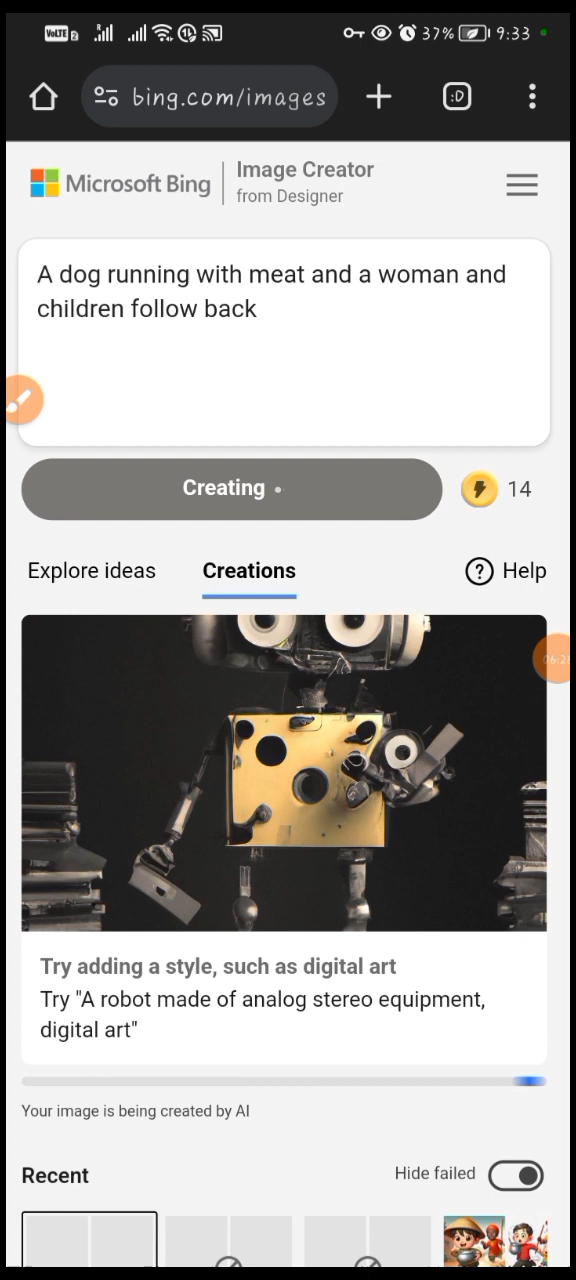 VoLTE 2 R 37% 9:33
bing.com/images :D
Microsoft Bing
Image Creator
from Designer
A dog running with meat and a woman and
children follow back
Creating
14
Explore ideas Creations ? Help
Try adding a style, such as digital art
Try "A robot made of analog stereo equipment,
digital art"
Your image is being created by AI
Recent Hide failed